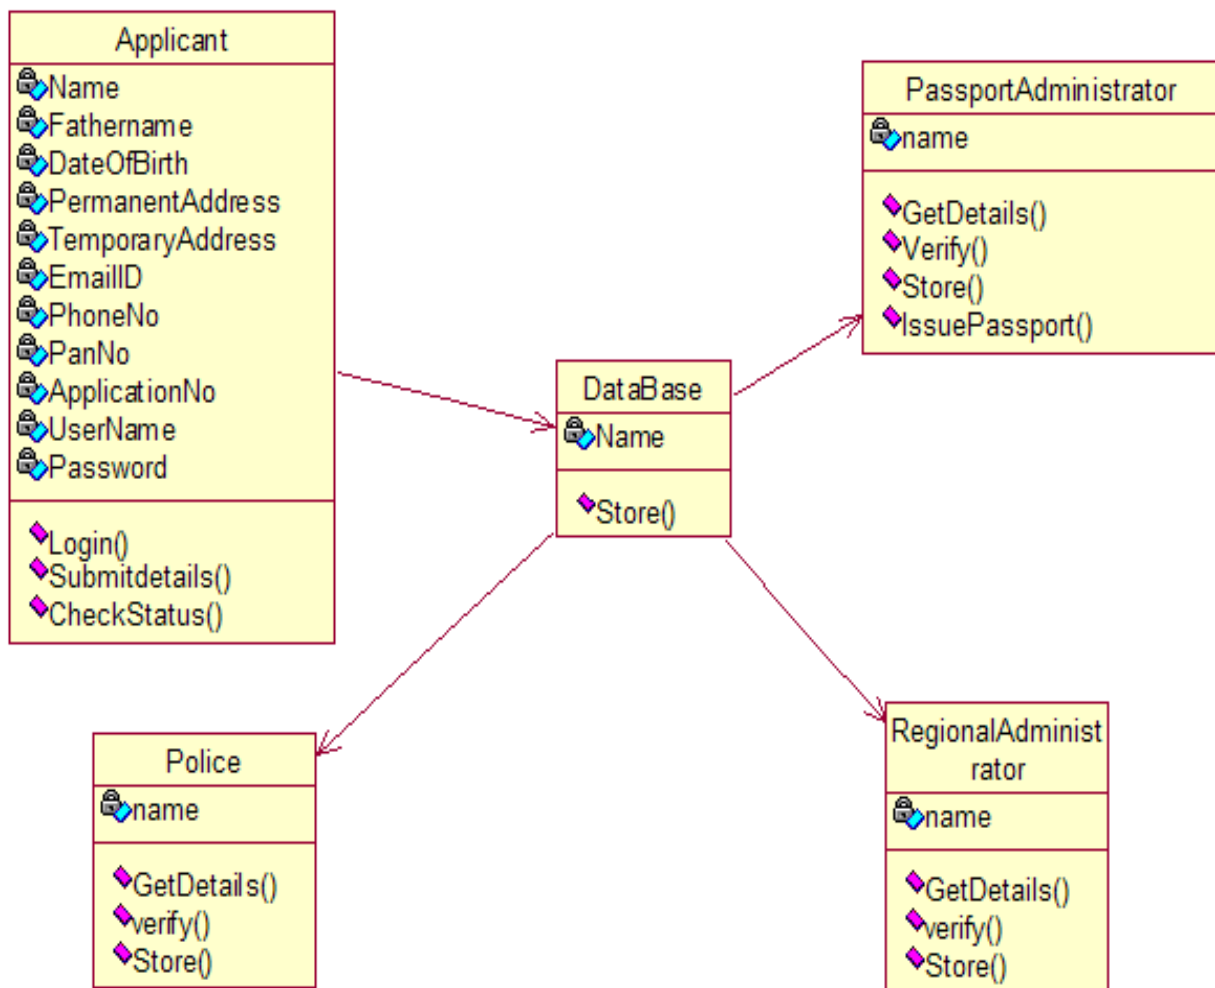 Applicant
Name
Fathername
DateOfBirth
PermanentAddress
TemporaryAddress
EmailID
PhoneNo
PanNo
ApplicationNo
UserName
Password
Login()
Submitdetails()
CheckStatus()
PassportAdministrator
name
GetDetails()
Verify()
Store()
IssuePassport()
DataBase
Name
Store()
Police
name
GetDetails()
verify()
Store()
RegionalAdminist
rator
name
GetDetails()
verify()
Store()